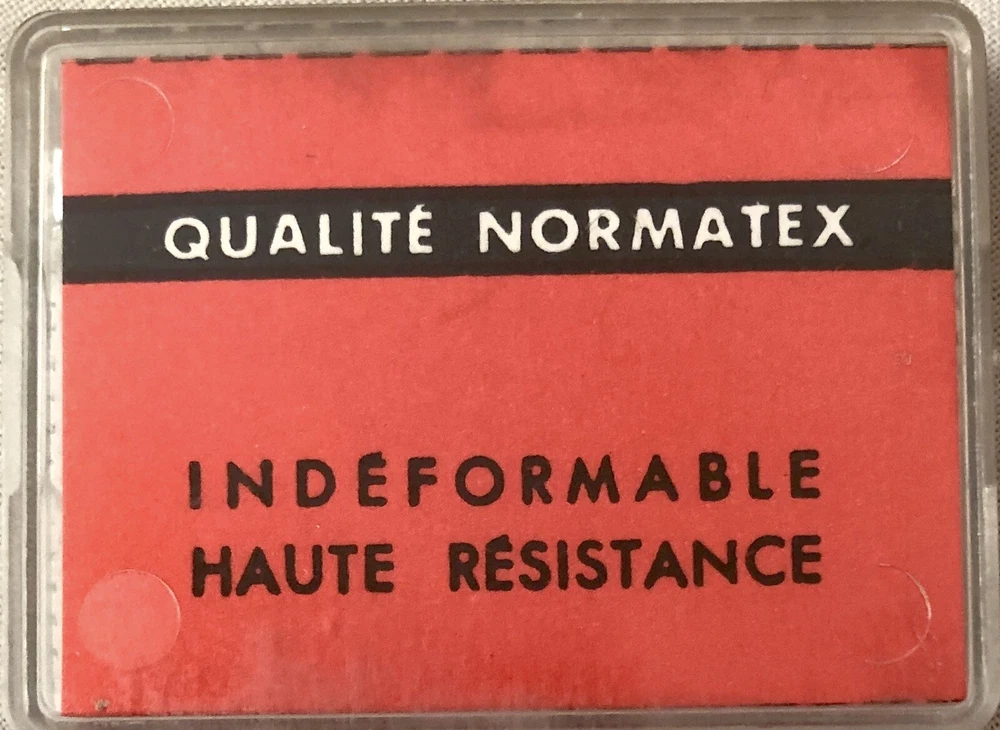 QUALITÉ NORMATEX
INDÉFORMABLE
HAUTE RÉSISTANCE